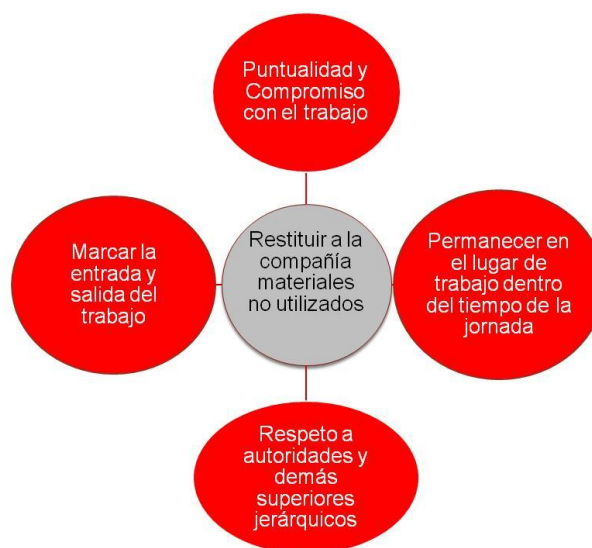 Puntualidad y
Compromiso
con el trabajo
Marcar la
entrada y
salida del
trabajo
Restituir a la
compañía
materiales
no utilizados
Permanecer en
el lugar de
trabajo dentro
del tiempo de la
jornada
Respeto a
autoridades y
demás
superiores
jerárquicos